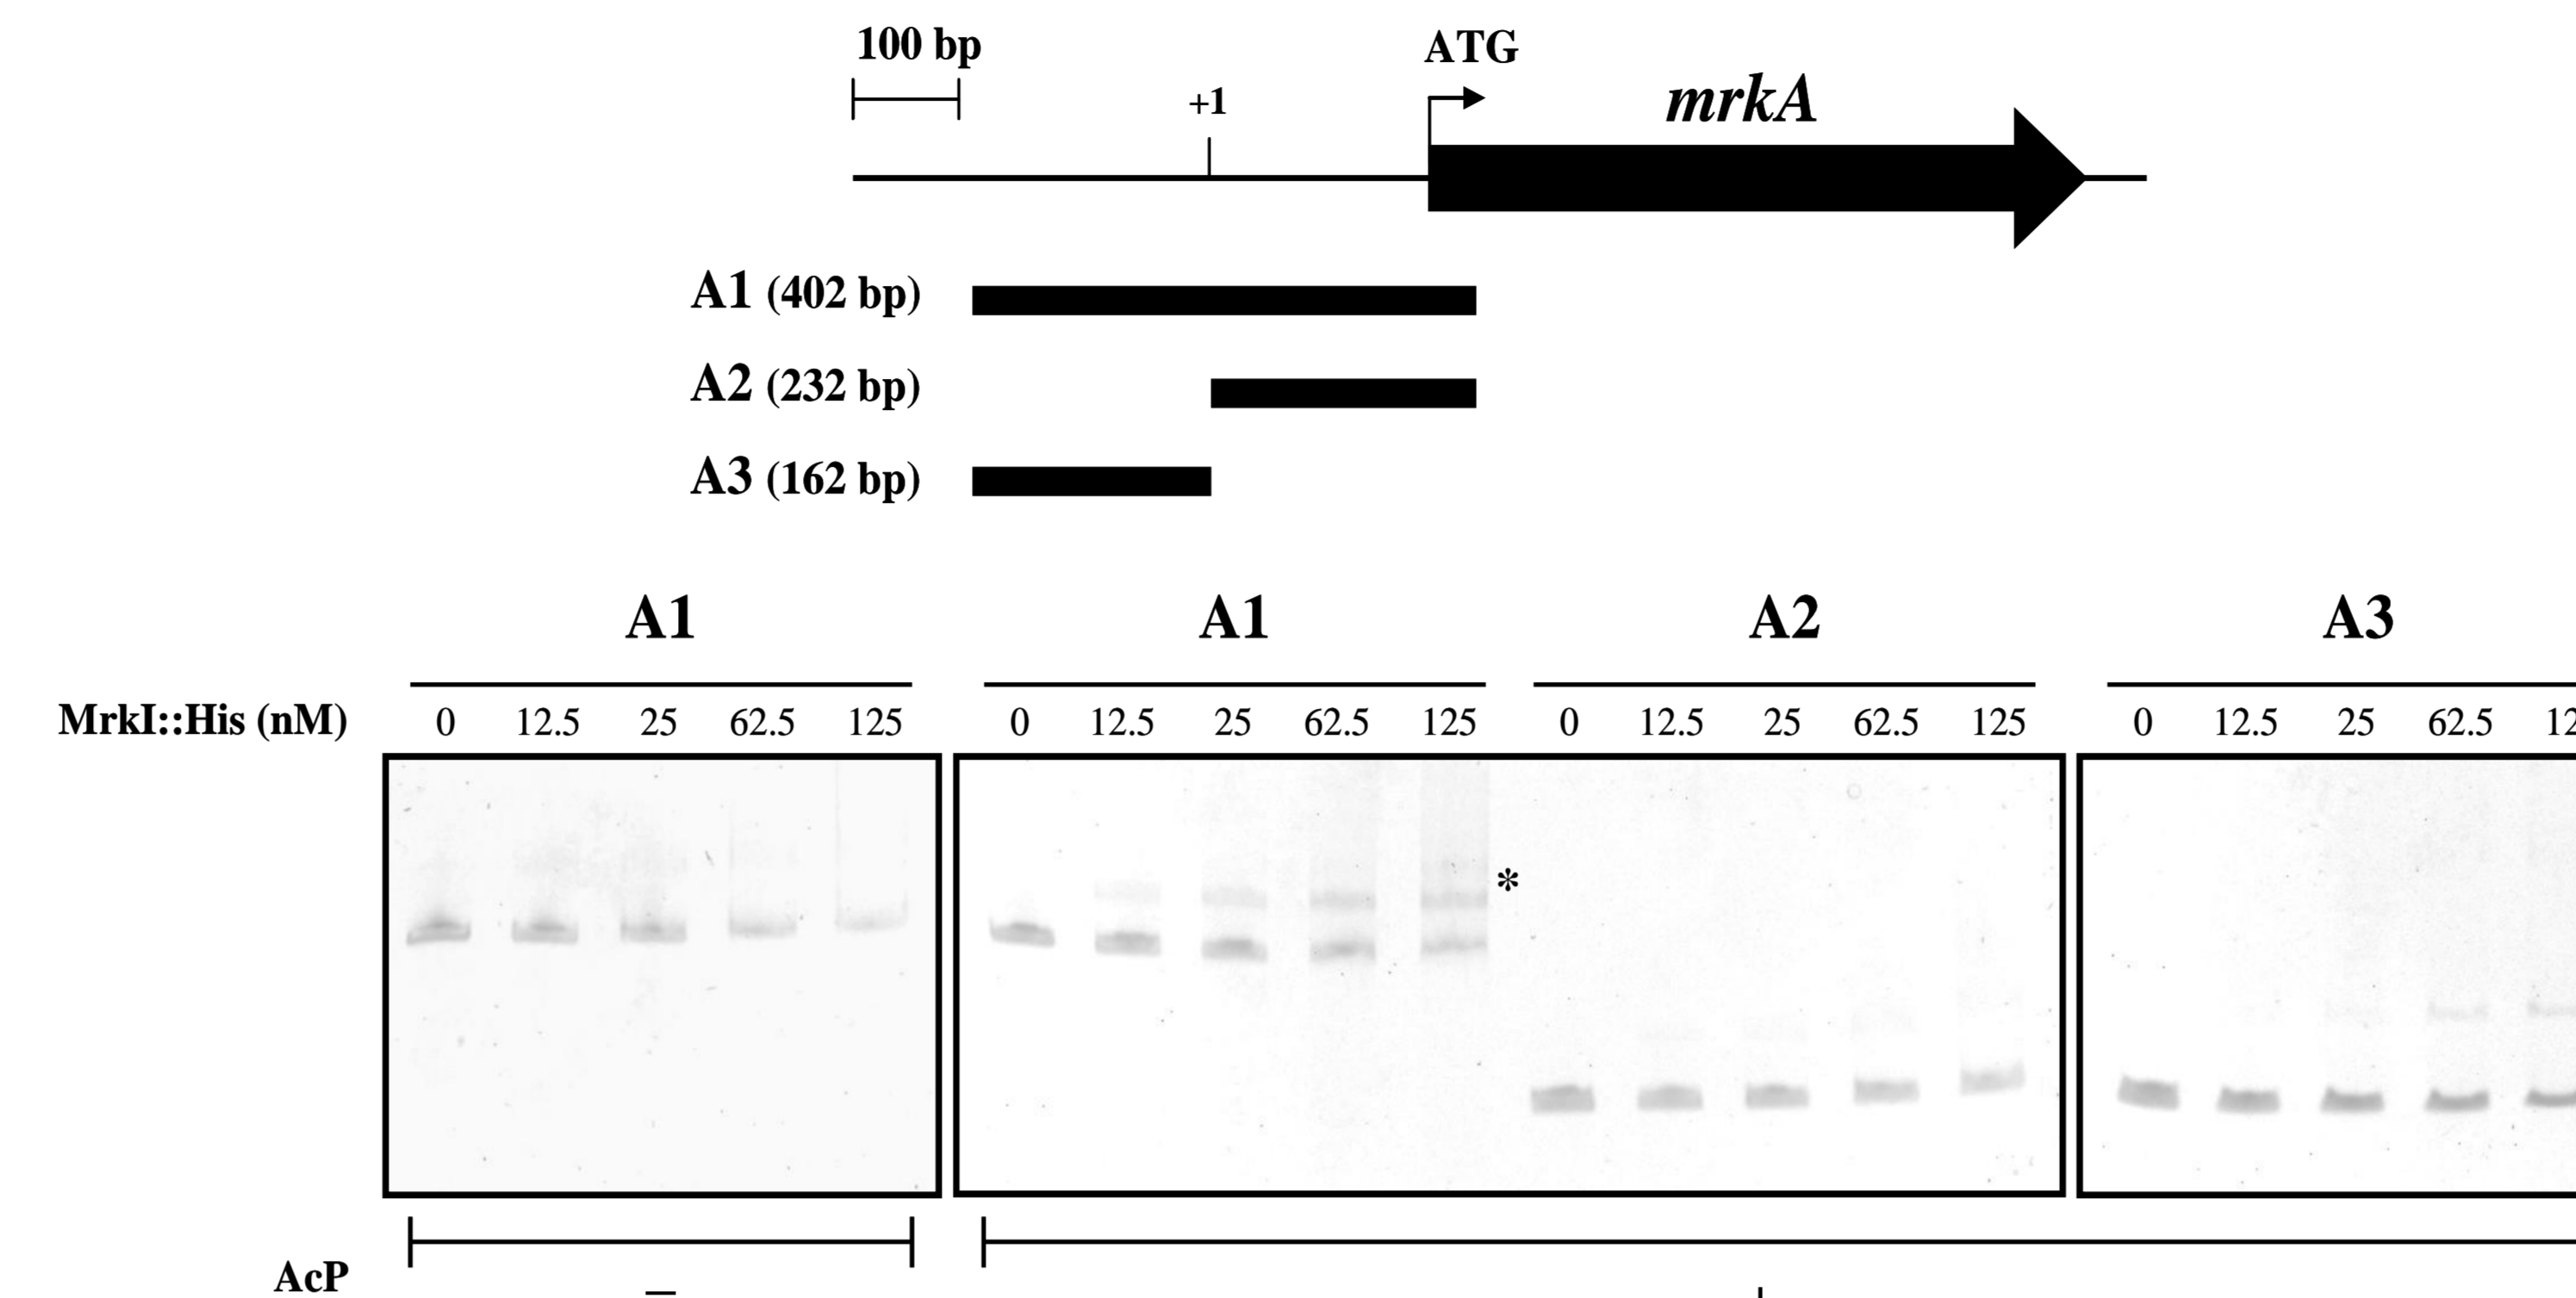 100 bp
ATG
+1
mrkA
A1 (402 bp)
A2 (232 bp)
A3 (162 bp)
A1 A1 A2 A3
MrkI::His (nM) 0 12.5 25 62.5 125 0 12.5 25 62.5 125 0 12.5 25 62.5 125 0 12.5 25 62.5
*
AcP
–